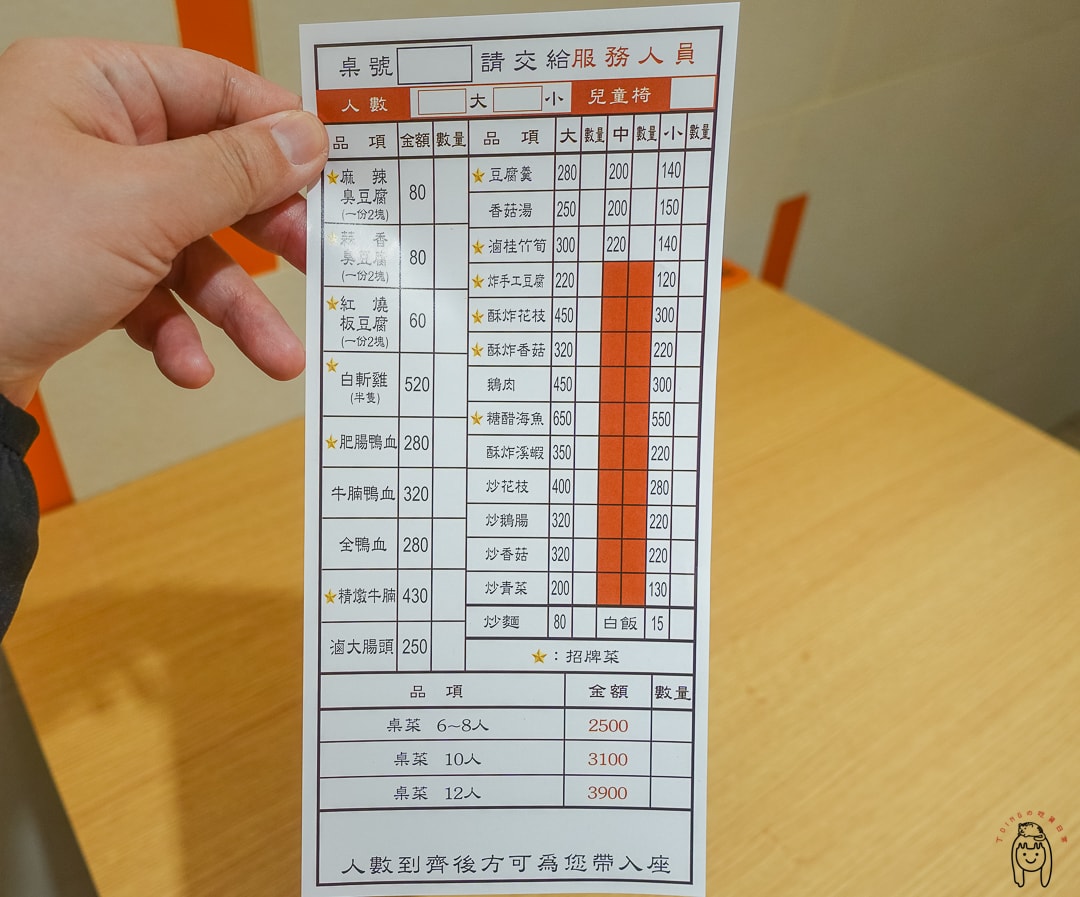 桌號 請交給服務人員
人數 大 小 兒童椅
品項 金額 數量
★麻辣
臭豆腐 80
(一份2塊)
★蒜香
臭豆腐 80
(一份2塊)
★紅燒
板豆腐 60
(一份2塊)
★白斬雞 520
(半隻)
★肥腸鴨血 280
牛腩鴨血 320
全鴨血 280
★精燉牛腩 430
滷大腸頭 250
品項 大 數量 中 數量 小 數量
★豆腐羹 280 200 140
香菇湯 250 200 150
★滷桂竹筍 300 220 140
★炸手工豆腐 220 120
★酥炸花枝 450 300
★酥炸香菇 320 220
鵝肉 450 300
★糖醋海魚 650 550
酥炸溪蝦 350 220
炒花枝 400 280
炒鵝腸 320 220
炒香菇 320 220
炒青菜 200 130
炒麵 80 白飯 15
★：招牌菜
品項 金額 數量
桌菜 6~8人 2500
桌菜 10人 3100
桌菜 12人 3900
人數到齊後方可為您帶入座